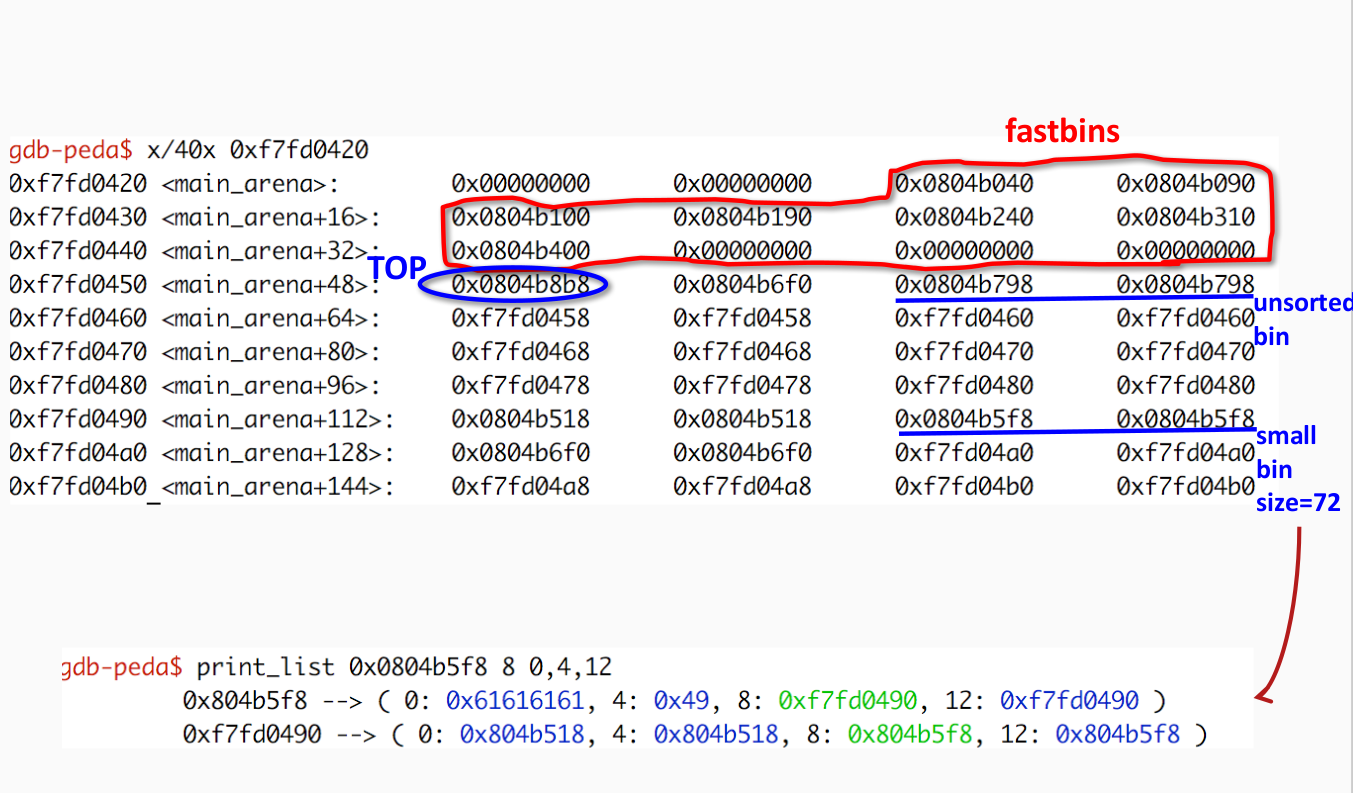 fastbins
gdb-peda$ x/40x 0xf7fd0420
0xf7fd0420 <main_arena>: 0x00000000 0x00000000 0x0804b040 0x0804b090
0xf7fd0430 <main_arena+16>: 0x0804b100 0x0804b190 0x0804b240 0x0804b310
0xf7fd0440 <main_arena+32>: 0x0804b400 0x00000000 0x00000000 0x00000000
TOP
0xf7fd0450 <main_arena+48>: 0x0804b8b8 0x0804b6f0 0x0804b798 0x0804b798
unsorted
0xf7fd0460 <main_arena+64>: 0xf7fd0458 0xf7fd0458 0xf7fd0460 0xf7fd0460
bin
0xf7fd0470 <main_arena+80>: 0xf7fd0468 0xf7fd0468 0xf7fd0470 0xf7fd0470
0xf7fd0480 <main_arena+96>: 0xf7fd0478 0xf7fd0478 0xf7fd0480 0xf7fd0480
0xf7fd0490 <main_arena+112>: 0x0804b518 0x0804b518 0x0804b5f8 0x0804b5f8
small
0xf7fd04a0 <main_arena+128>: 0x0804b6f0 0x0804b6f0 0xf7fd04a0 0xf7fd04a0
bin
0xf7fd04b0_<main_arena+144>: 0xf7fd04a8 0xf7fd04a8 0xf7fd04b0 0xf7fd04b0
size=72
gdb-peda$ print_list 0x0804b5f8 8 0,4,12
0x804b5f8 --> ( 0: 0x61616161, 4: 0x49, 8: 0xf7fd0490, 12: 0xf7fd0490 )
0xf7fd0490 --> ( 0: 0x804b518, 4: 0x804b518, 8: 0x804b5f8, 12: 0x804b5f8 )